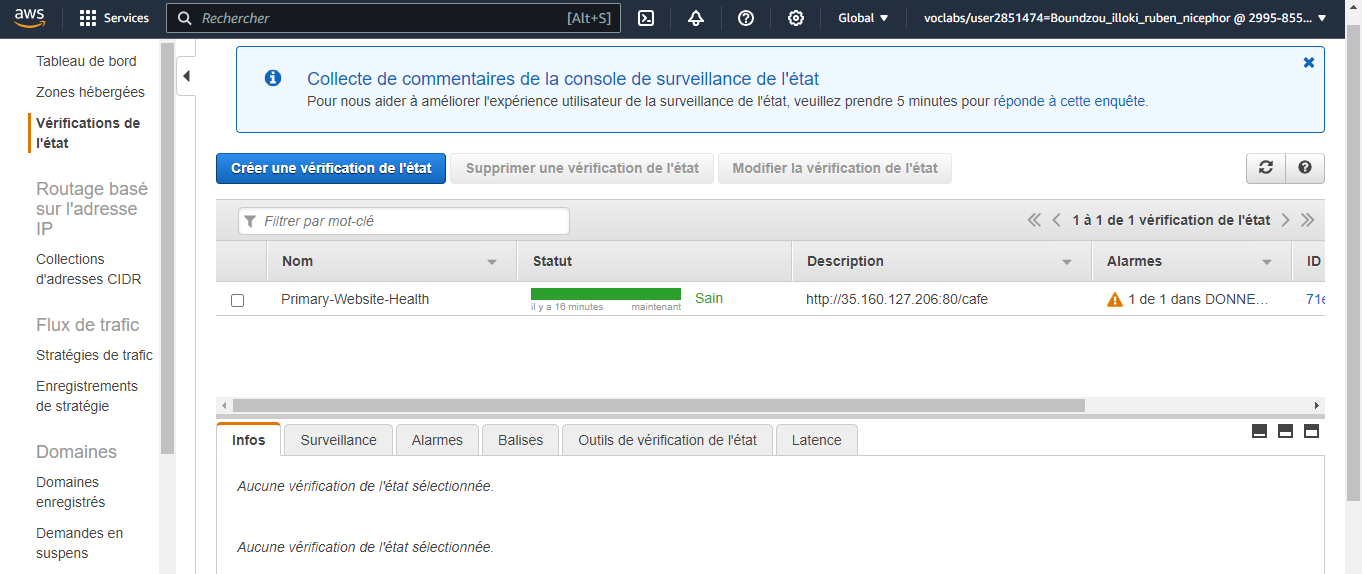 aws
Services
Rechercher
[Alt+S]
Global
voclabs/user2851474=Boundzou_illoki_ruben_nicephor @ 2995-855...
Tableau de bord
Zones hébergées
Vérifications de
l'état
Routage basé
sur l'adresse
IP
Collections
d'adresses CIDR
Flux de trafic
Stratégies de trafic
Enregistrements
de stratégie
Domaines
Domaines
enregistrés
Demandes en
suspens
Collecte de commentaires de la console de surveillance de l'état
Pour nous aider à améliorer l'expérience utilisateur de la surveillance de l'état, veuillez prendre 5 minutes pour réponde à cette enquête.
Créer une vérification de l'état
Supprimer une vérification de l'état
Modifier la vérification de l'état
Filtrer par mot-clé
1 à 1 de 1 vérification de l'état
Nom
Statut
Description
Alarmes
ID
Primary-Website-Health
il y a 16 minutes
maintenant
Sain
http://35.160.127.206:80/cafe
1 de 1 dans DONNE...
71e
Infos
Surveillance
Alarmes
Balises
Outils de vérification de l'état
Latence
Aucune vérification de l'état sélectionnée.
Aucune vérification de l'état sélectionnée.